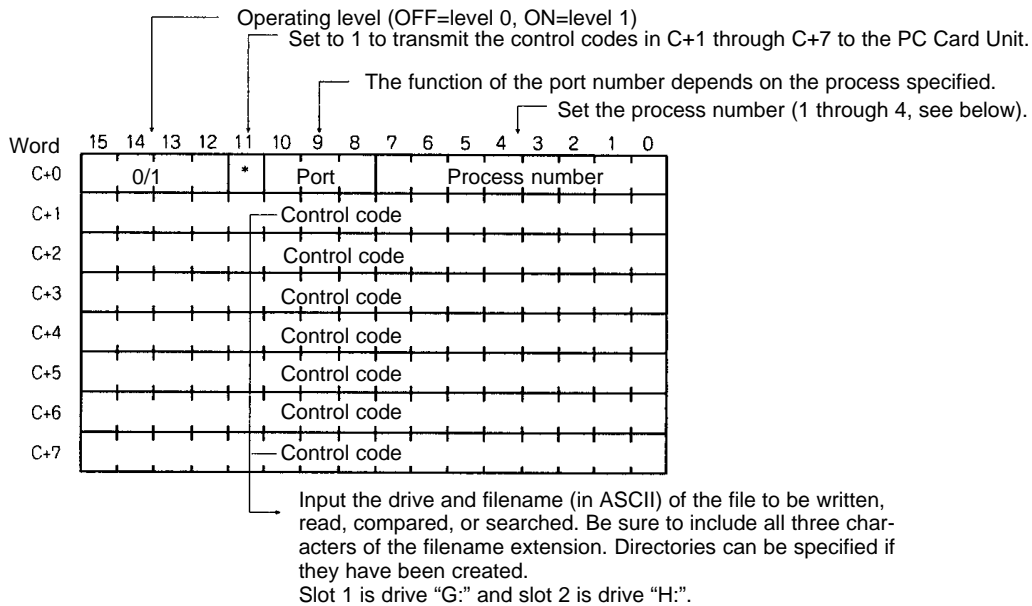 Operating level (OFF=level 0, ON=level 1)
Set to 1 to transmit the control codes in C+1 through C+7 to the PC Card Unit.
The function of the port number depends on the process specified.
Set the process number (1 through 4, see below).
Word 15 14 13 12 11 10 9 8 7 6 5 4 3 2 1 0
C+0 0/1 * Port Process number
C+1 Control code
C+2 Control code
C+3 Control code
C+4 Control code
C+5 Control code
C+6 Control code
C+7 Control code
Input the drive and filename (in ASCII) of the file to be written,
read, compared, or searched. Be sure to include all three char-
acters of the filename extension. Directories can be specified if
they have been created.
Slot 1 is drive “G:” and slot 2 is drive “H:”.